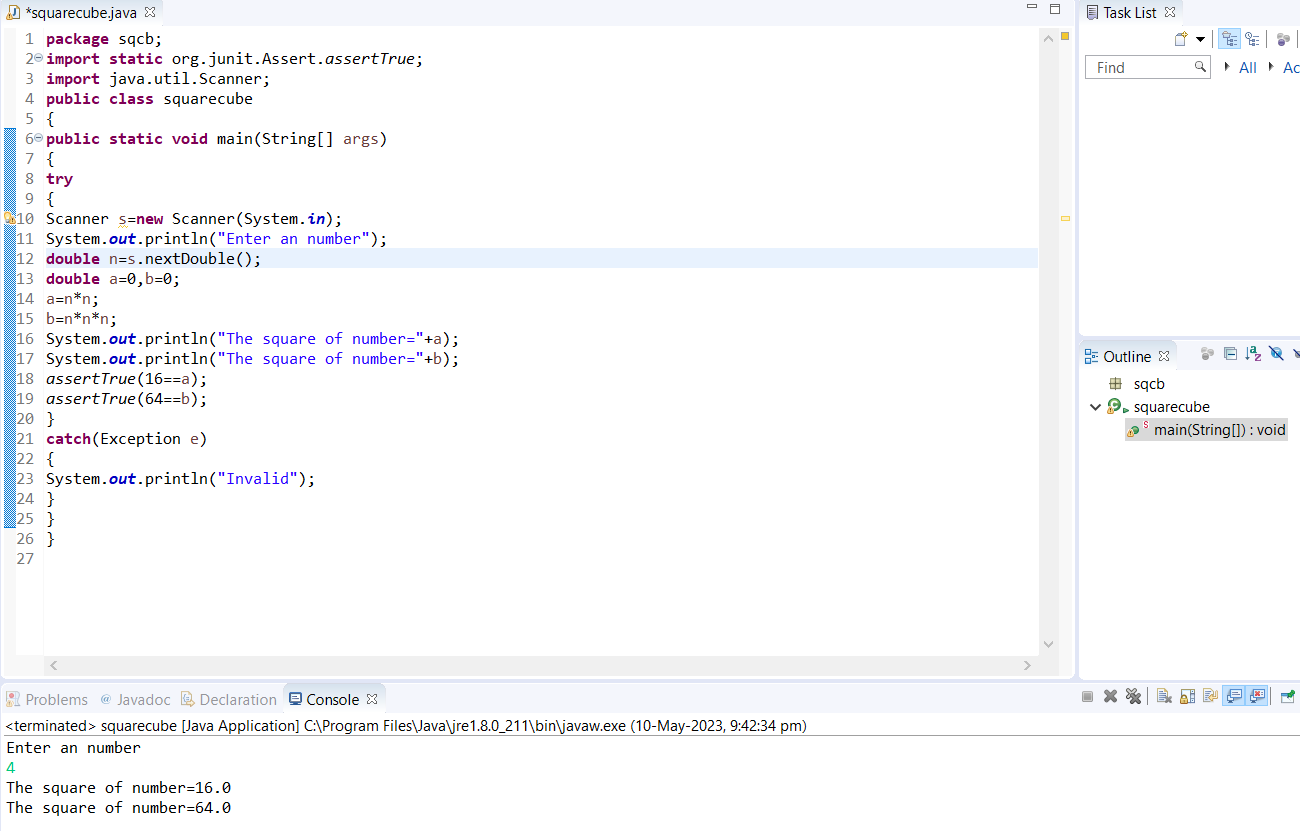 *squarecube.java
1 package sqcb;
2 import static org.junit.Assert.assertTrue;
3 import java.util.Scanner;
4 public class squarecube
5 {
6 public static void main(String[] args)
7 {
8 try
9 {
10 Scanner s=new Scanner(System.in);
11 System.out.println("Enter an number");
12 double n=s.nextDouble();
13 double a=0,b=0;
14 a=n*n;
15 b=n*n*n;
16 System.out.println("The square of number="+a);
17 System.out.println("The square of number="+b);
18 assertTrue(16==a);
19 assertTrue(64==b);
20 }
21 catch(Exception e)
22 {
23 System.out.println("Invalid");
24 }
25 }
26 }
27
Task List
Find All Ac
Outline
sqcb
squarecube
main(String[]) : void
Problems @ Javadoc Declaration Console
<terminated> squarecube [Java Application] C:\Program Files\Java\jre1.8.0_211\bin\javaw.exe (10-May-2023, 9:42:34 pm)
Enter an number
4
The square of number=16.0
The square of number=64.0